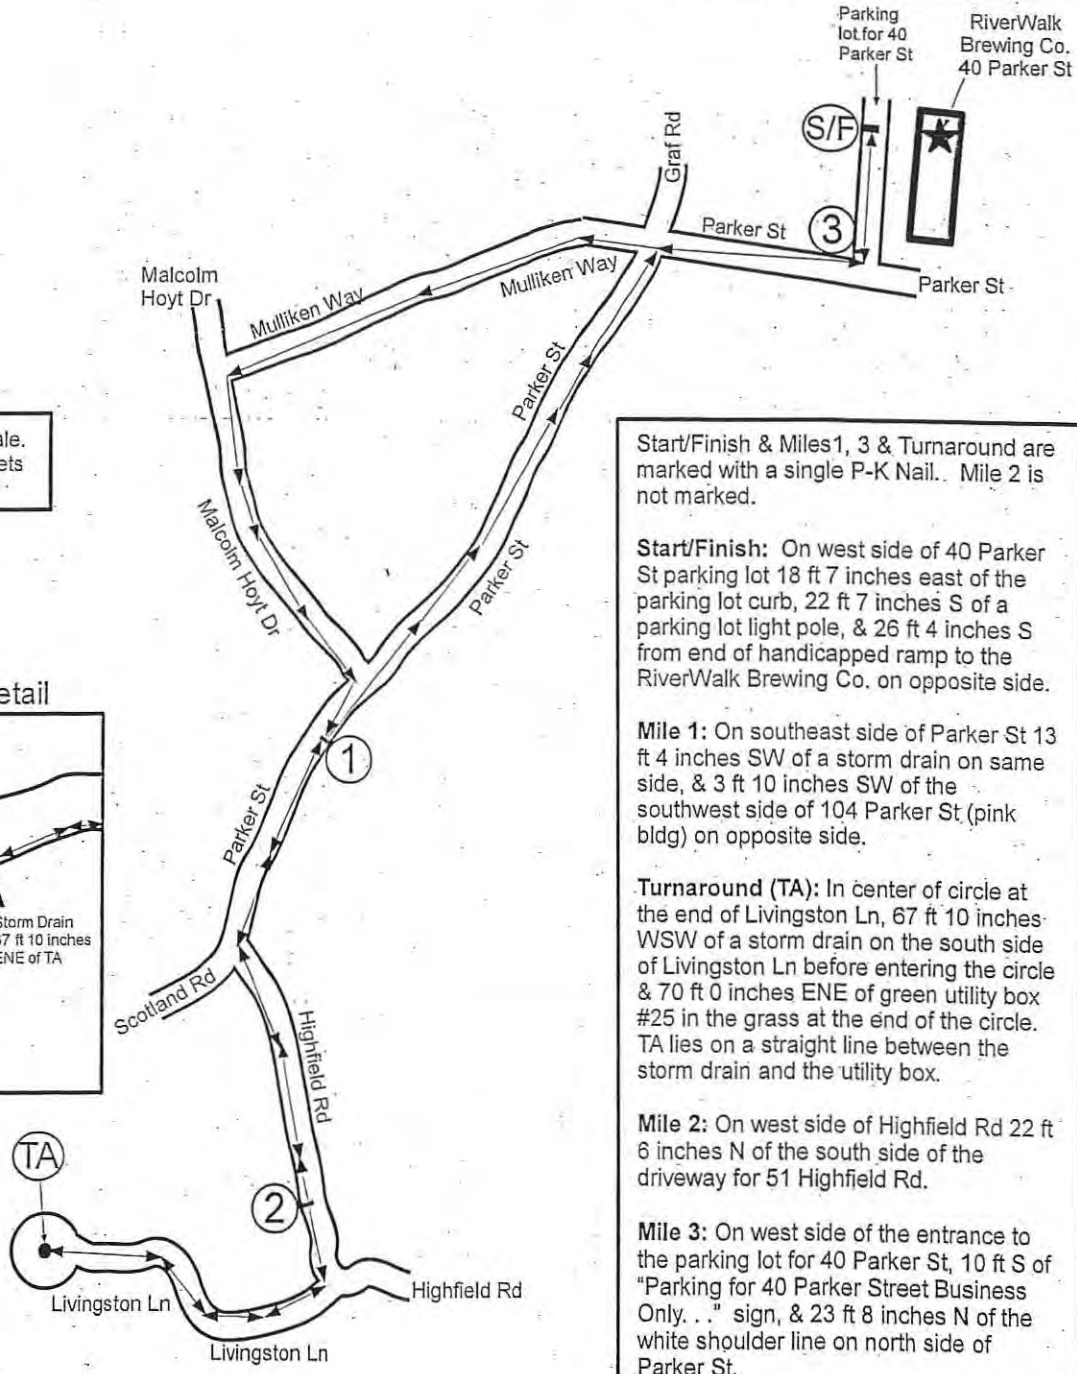 Parking
lot for 40
Parker St
RiverWalk
Brewing Co.
40 Parker St
S/F
Graf Rd
Parker St
3
Parker St
Malcolm
Hoyt Dr
Mulliken Way
Mulliken Way
Parker St
Malcolm Hoyt Dr
Parker St
1
Parker St
Scotland Rd
Highfield Rd
TA
2
Livingston Ln
Livingston Ln
Highfield Rd
ale.
ets
etail
Storm Drain
67 ft 10 inches
ENE of TA
Start/Finish & Miles1, 3 & Turnaround are
marked with a single P-K Nail.. Mile 2 is
not marked.
Start/Finish: On west side of 40 Parker
St parking lot 18 ft 7 inches east of the
parking lot curb, 22 ft 7 inches S of a
parking lot light pole, & 26 ft 4 inches S
from end of handicapped ramp to the
RiverWalk Brewing Co. on opposite side.
Mile 1: On southeast side of Parker St 13
ft 4 inches SW of a storm drain on same
side, & 3 ft 10 inches SW of the
southwest side of 104 Parker St (pink
bldg) on opposite side.
Turnaround (TA): In center of circle at
the end of Livingston Ln, 67 ft 10 inches
WSW of a storm drain on the south side
of Livingston Ln before entering the circle
& 70 ft 0 inches ENE of green utility box
#25 in the grass at the end of the circle.
TA lies on a straight line between the
storm drain and the utility box.
Mile 2: On west side of Highfield Rd 22 ft
6 inches N of the south side of the
driveway for 51 Highfield Rd.
Mile 3: On west side of the entrance to
the parking lot for 40 Parker St, 10 ft S of
"Parking for 40 Parker Street Business
Only. . ." sign, & 23 ft 8 inches N of the
white shoulder line on north side of
Parker St.